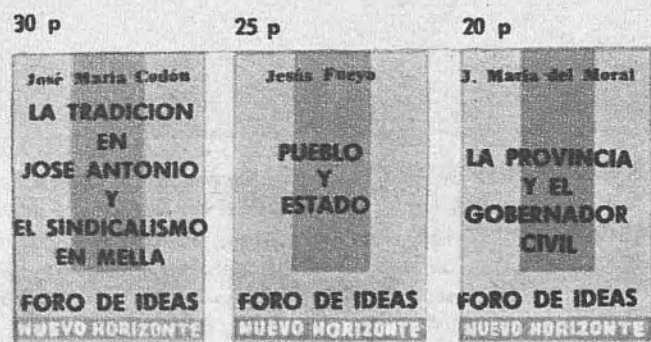 30 p
José María Codón
LA TRADICION
EN
JOSE ANTONIO
Y
EL SINDICALISMO
EN MELLA
FORO DE IDEAS
NUEVO HORIZONTE
25 p
Jesús Fueyo
PUEBLO
Y
ESTADO
FORO DE IDEAS
NUEVO HORIZONTE
20 p
J. María del Moral
LA PROVINCIA
Y EL
GOBERNADOR
CIVIL
FORO DE IDEAS
NUEVO HORIZONTE